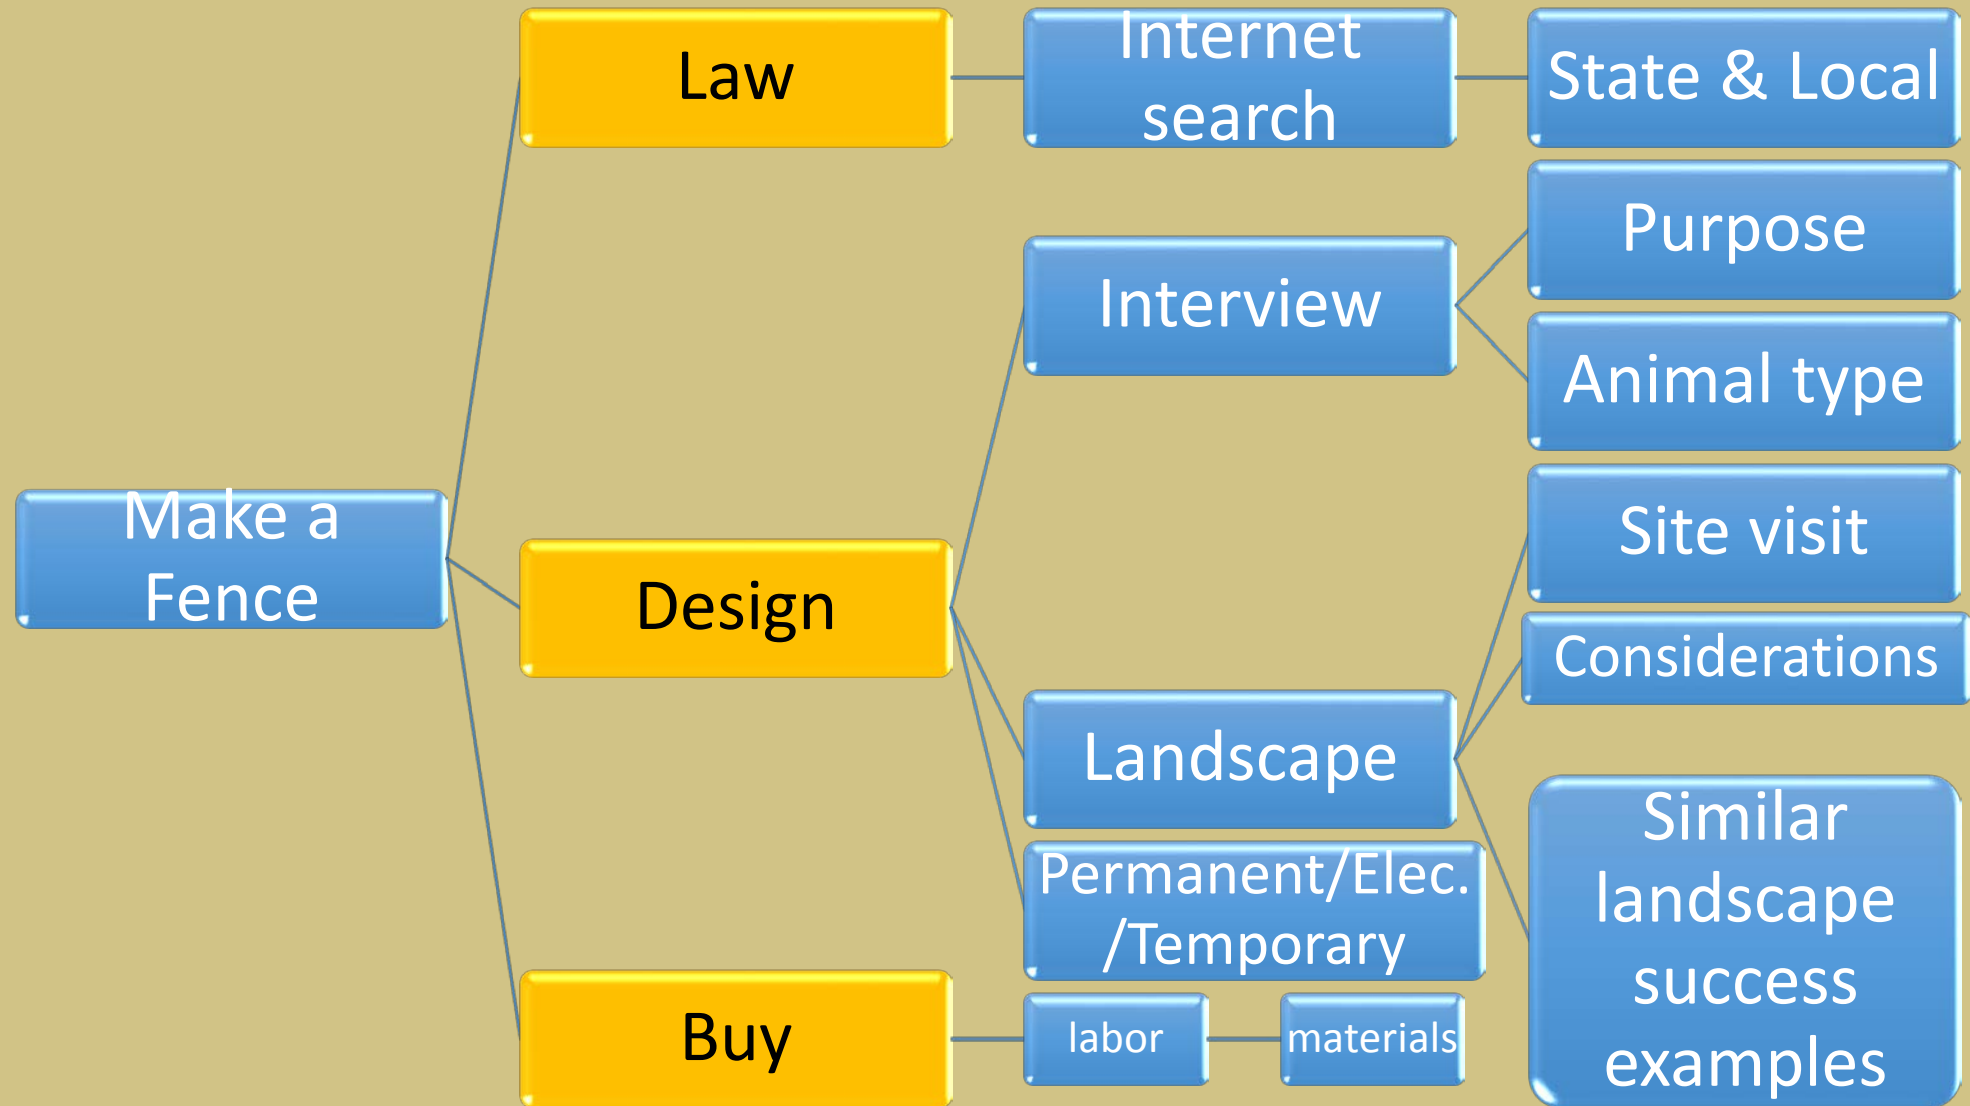 Make a
Fence
Law
Internet
search
State & Local
Design
Interview
Purpose
Animal type
Landscape
Site visit
Considerations
Similar
landscape
success
examples
Permanent/Elec.
/Temporary
Buy
labor
materials